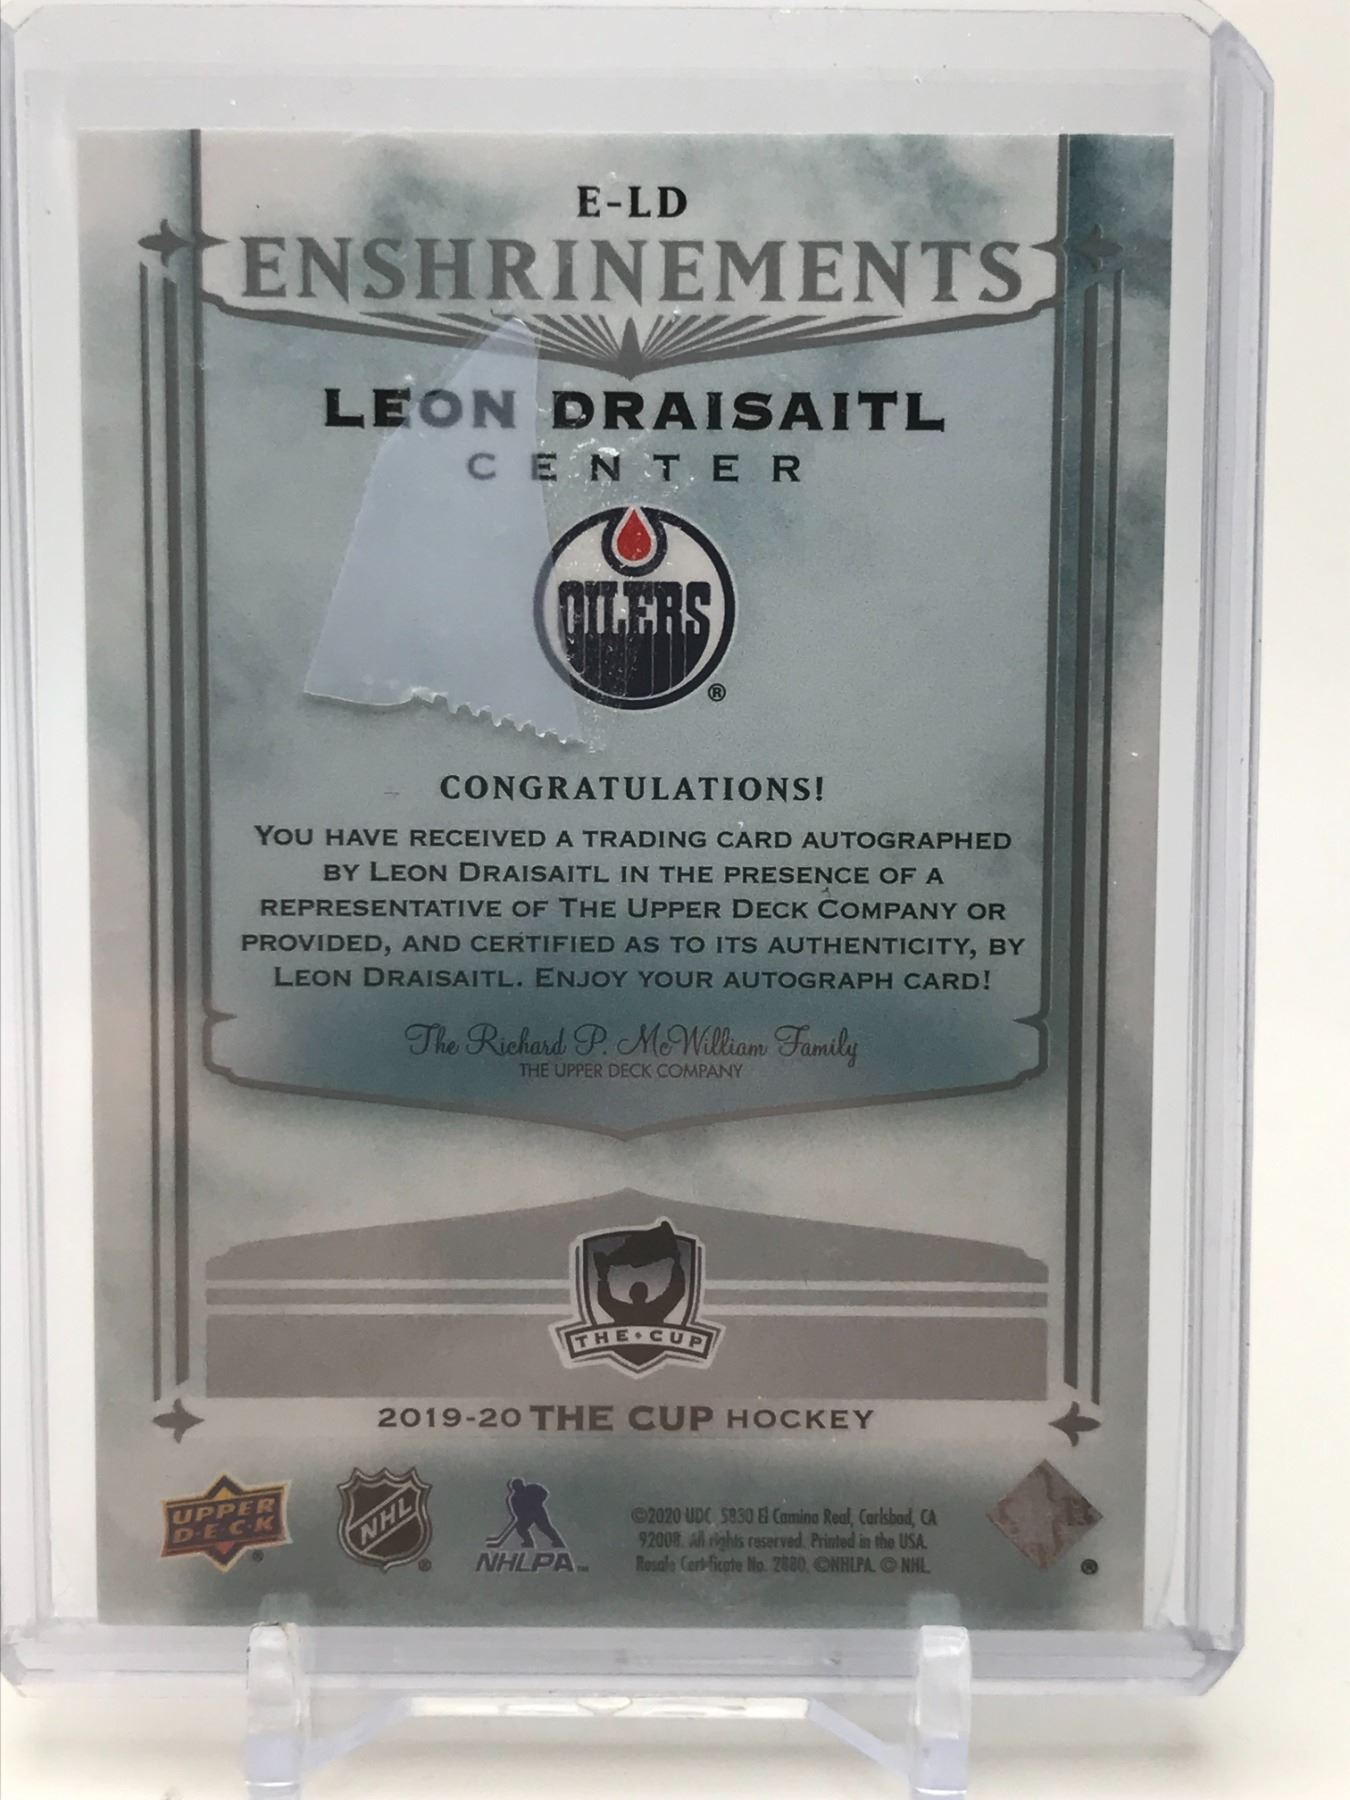 E-LD
ENSHRINEMENTS
LEON DRAISAITL
CENTER
OILERS
®
CONGRATULATIONS!
YOU HAVE RECEIVED A TRADING CARD AUTOGRAPHED
BY LEON DRAISAITL IN THE PRESENCE OF A
REPRESENTATIVE OF THE UPPER DECK COMPANY OR
PROVIDED, AND CERTIFIED AS TO ITS AUTHENTICITY, BY
LEON DRAISAITL. ENJOY YOUR AUTOGRAPH CARD!
The Richard P. McWilliam Family
THE UPPER DECK COMPANY
THE • CUP
2019-20 THE CUP HOCKEY
UPPER
DECK
®
NHL
®
NHLPA™
©2020 UDC, 5830 El Camino Real, Carlsbad, CA
92008. All rights reserved. Printed in the USA.
Resale Certificate No. 2880. ©NHLPA. © NHL.
®